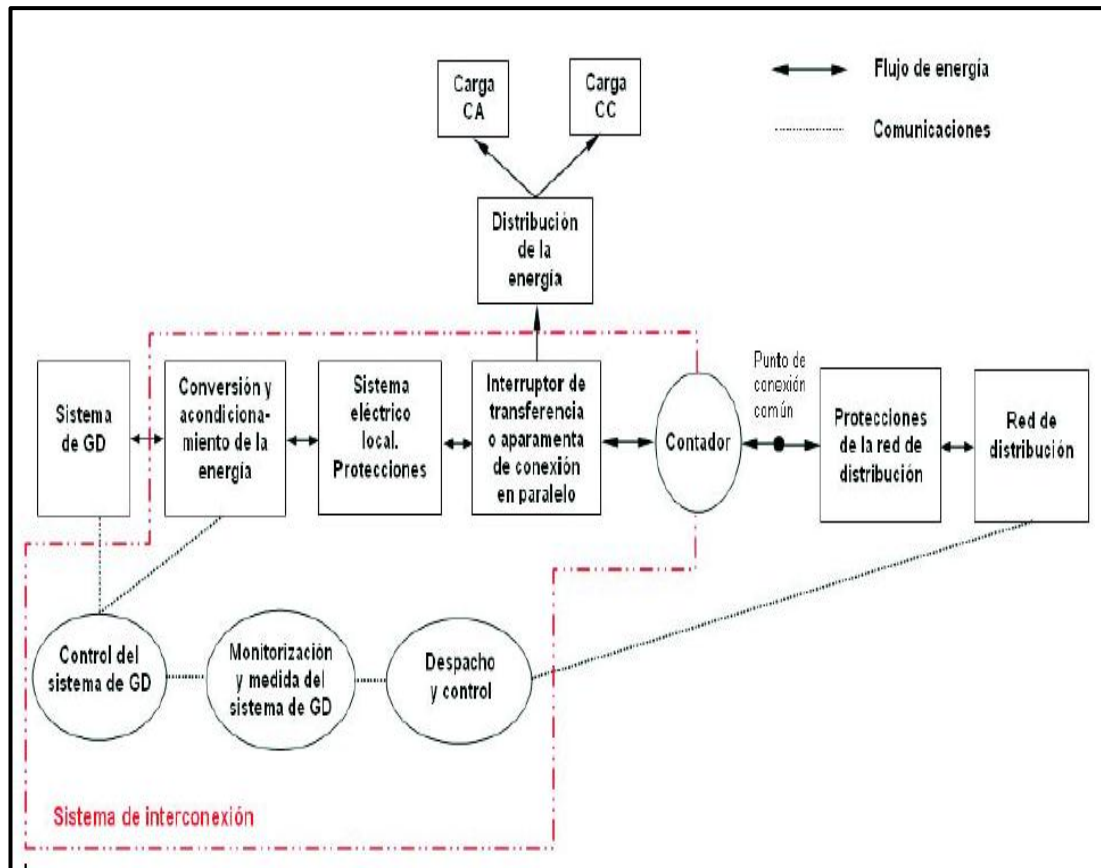 Carga
CA
Carga
CC
Flujo de energía
Comunicaciones
Distribución
de la
energía
Sistema
de GD
Conversión y
acondiciona-
miento de la
energía
Sistema
eléctrico
local.
Protecciones
Interruptor de
transferencia
o aparamenta
de conexión
en paralelo
Contador
Punto de
conexión
común
Protecciones
de la red de
distribución
Red de
distribución
Control del
sistema de GD
Monitorización
y medida del
sistema de GD
Despacho
y control
Sistema de interconexión